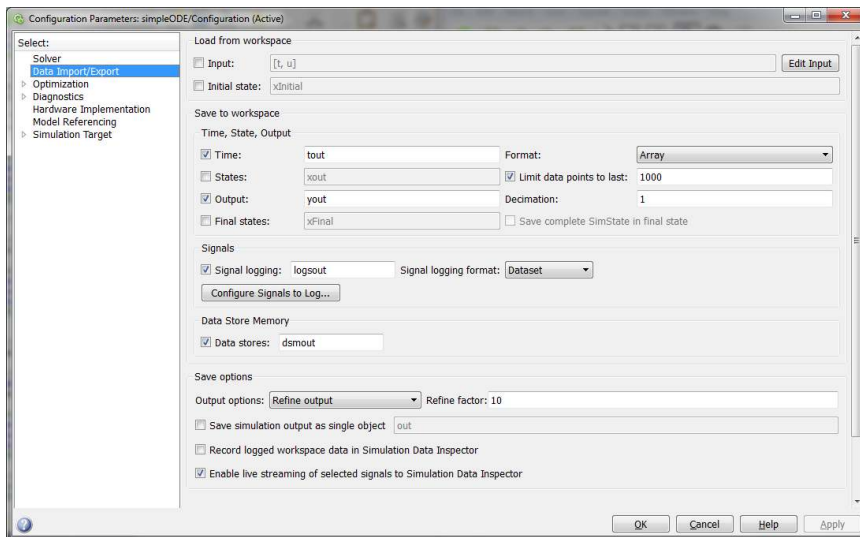 Configuration Parameters: simpleODE/Configuration (Active)
Select:
Solver
Data Import/Export
Optimization
Diagnostics
Hardware Implementation
Model Referencing
Simulation Target
Load from workspace
Input: [t, u] Edit Input
Initial state: xInitial
Save to workspace
Time, State, Output
Time: tout Format: Array
States: xout Limit data points to last: 1000
Output: yout Decimation: 1
Final states: xFinal Save complete SimState in final state
Signals
Signal logging: logsout Signal logging format: Dataset
Configure Signals to Log...
Data Store Memory
Data stores: dsmout
Save options
Output options: Refine output Refine factor: 10
Save simulation output as single object out
Record logged workspace data in Simulation Data Inspector
Enable live streaming of selected signals to Simulation Data Inspector
OK Cancel Help Apply